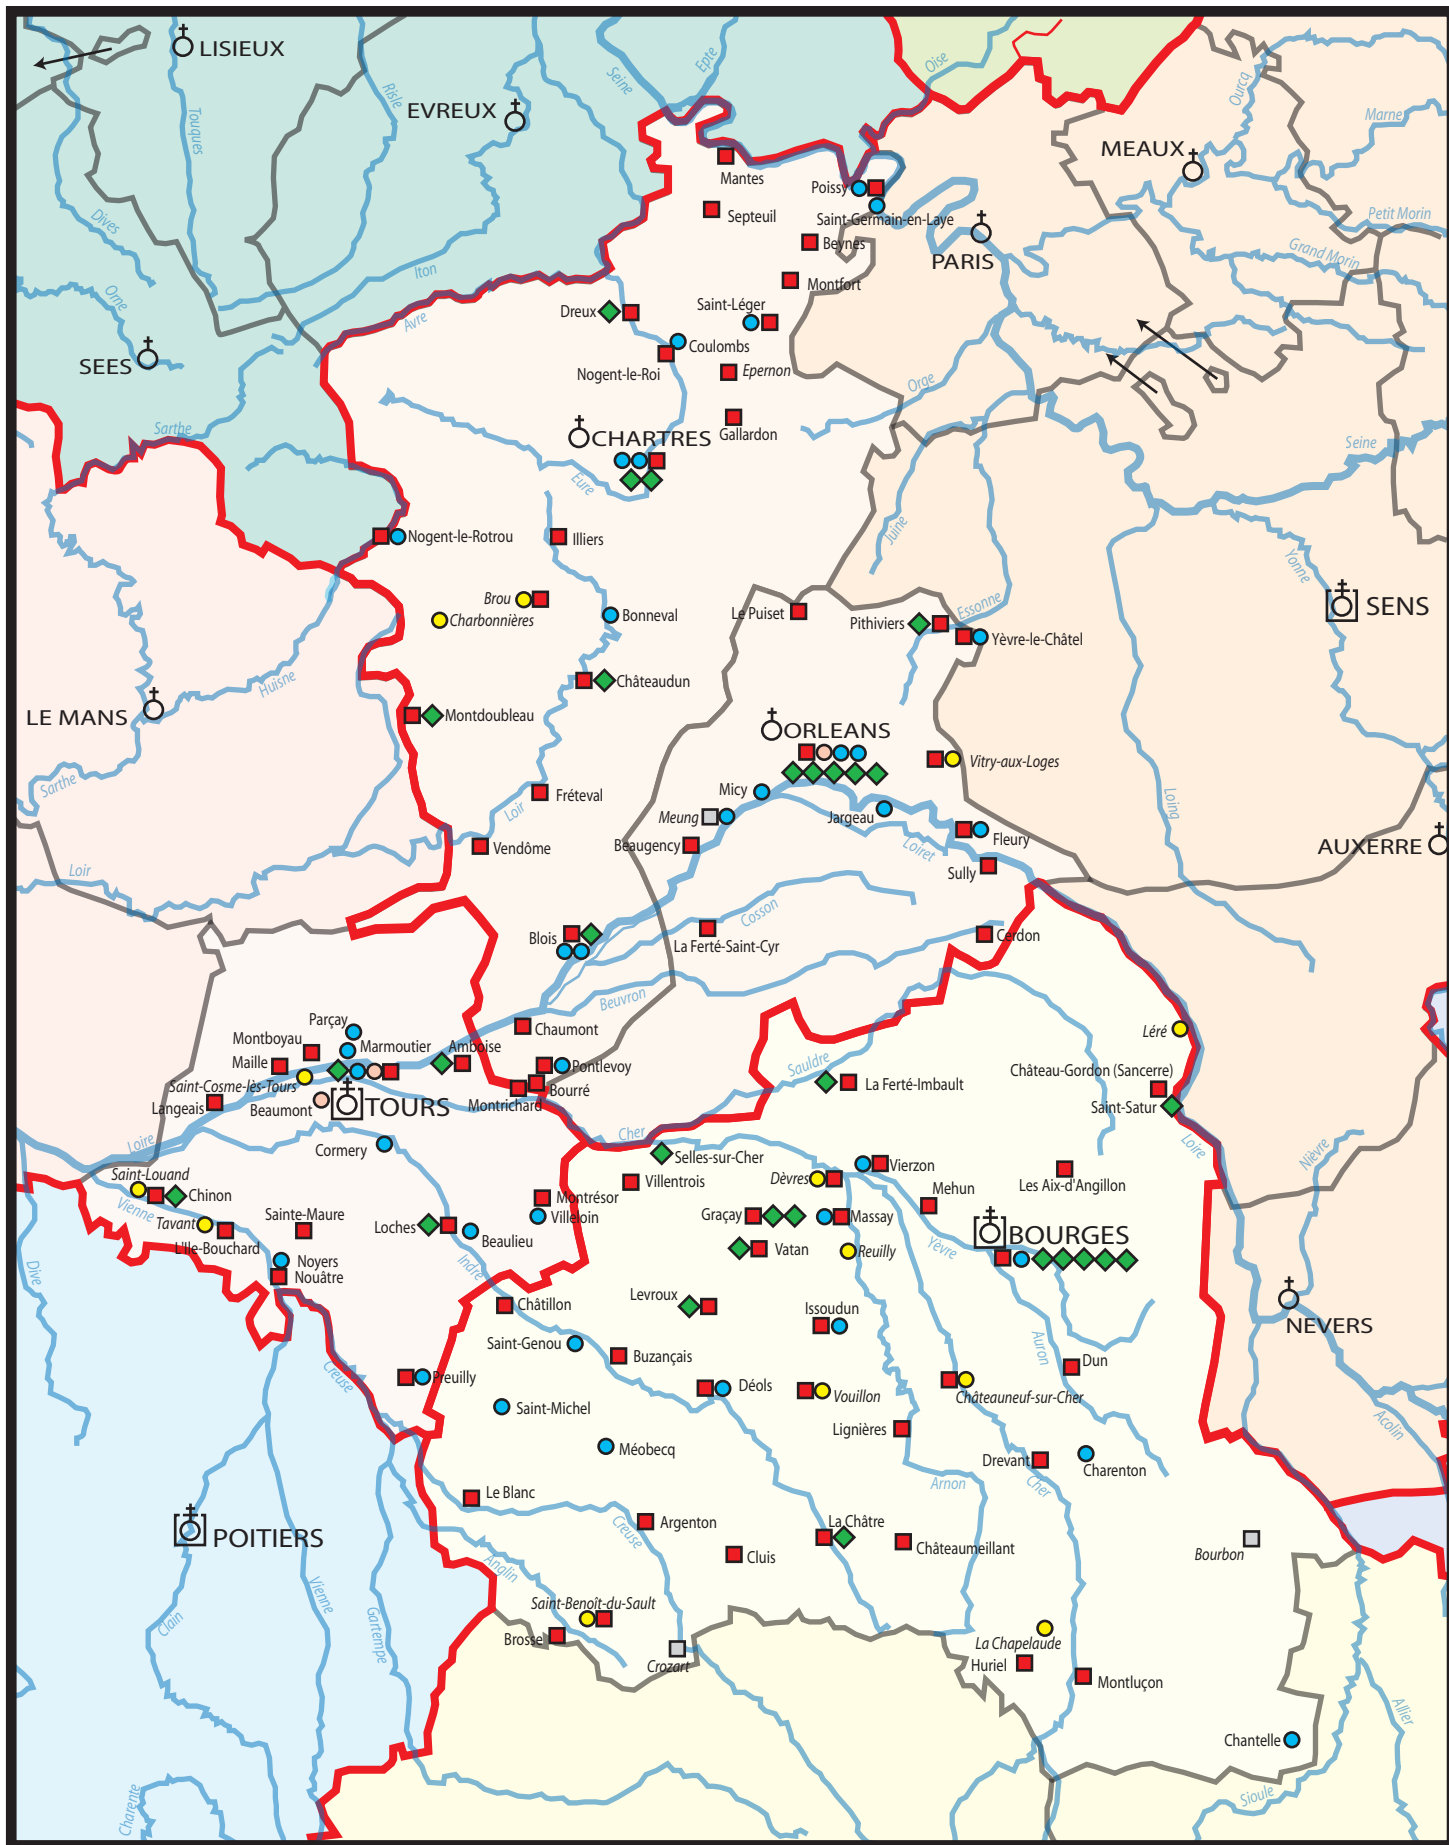 LISIEUX
EVREUX
Seine
Epte
Oise
Ourcq
Marne
Risle
Touques
MEAUX
Mantes
Poissy
Septeuil
Saint-Germain-en-Laye
Petit Morin
Dives
Beynes
PARIS
Grand Morin
Iton
Montfort
Orne
Saint-Léger
Dreux
Avre
Coulombs
SEES
Nogent-le-Roi
Epernon
Orge
Sarthe
CHARTRES
Gallardon
Seine
Eure
Juine
Nogent-le-Rotrou
Illiers
Yonne
Brou
Charbonnières
Bonneval
Le Puiset
Pithiviers
Essonne
SENS
Yèvre-le-Châtel
Huisne
Châteaudun
LE MANS
Montdoubleau
ORLEANS
Vitry-aux-Loges
Sarthe
Fréteval
Loir
Micy
Loing
Meung
Jargeau
Vendôme
Beaugency
Loiret
Fleury
AUXERRE
Loir
Sully
Cosson
Blois
La Ferté-Saint-Cyr
Cerdon
Beuvron
Parçay
Chaumont
Léré
Montboyau
Marmoutier
Amboise
Maille
Pontlevoy
Sauldre
Château-Gordon (Sancerre)
Saint-Cosme-lès-Tours
Bourré
La Ferté-Imbault
Langeais
Beaumont
TOURS
Montrichard
Saint-Satur
Loire
Cormery
Cher
Loire
Nièvre
Selles-sur-Cher
Saint-Louand
Dèvres
Vierzon
Chinon
Villentrois
Les Aix-d'Angillon
Vienne
Montrésor
Mehun
Tavant
Sainte-Maure
Loches
Villeloin
Graçay
Massay
L'Ile-Bouchard
Beaulieu
BOURGES
Vatan
Reuilly
Yèvre
Noyers
Dive
Indre
Nouâtre
Levroux
Châtillon
Issoudun
NEVERS
Saint-Genou
Auron
Buzançais
Dun
Creuse
Preuilly
Déols
Vouillon
Châteauneuf-sur-Cher
Saint-Michel
Acolin
Lignières
Méobecq
Drevant
Charenton
Le Blanc
Arnon
Cher
POITIERS
Argenton
Creuse
La Châtre
Cluis
Châteaumeillant
Bourbon
Anglin
Vienne
Saint-Benoît-du-Sault
Clain
Gartempe
Brosse
La Chapelaude
Crozart
Huriel
Montluçon
Allier
Chantelle
Charente
Sioule